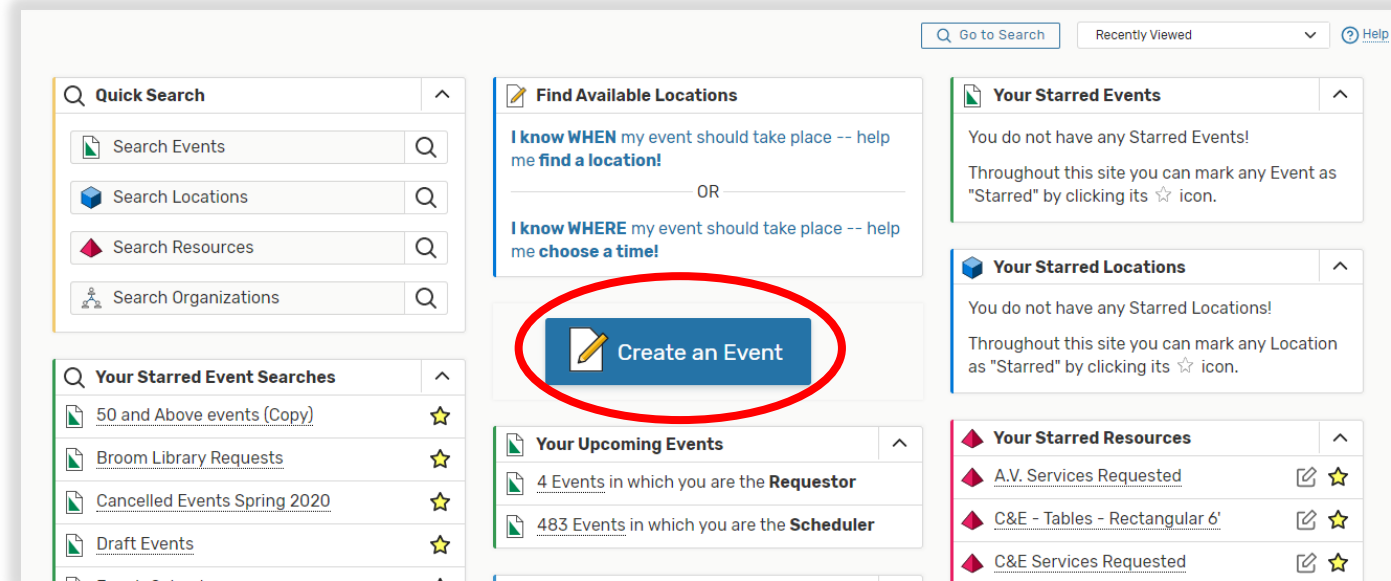 Go to Search
Recently Viewed
Help
Quick Search
Search Events
Search Locations
Search Resources
Search Organizations
Your Starred Event Searches
50 and Above events (Copy)
Broom Library Requests
Cancelled Events Spring 2020
Draft Events
Find Available Locations
I know WHEN my event should take place -- help
me find a location!
OR
I know WHERE my event should take place -- help
me choose a time!
Create an Event
Your Upcoming Events
4 Events in which you are the Requestor
483 Events in which you are the Scheduler
Your Starred Events
You do not have any Starred Events!
Throughout this site you can mark any Event as
"Starred" by clicking its ☆ icon.
Your Starred Locations
You do not have any Starred Locations!
Throughout this site you can mark any Location
as "Starred" by clicking its ☆ icon.
Your Starred Resources
A.V. Services Requested
C&E - Tables - Rectangular 6'
C&E Services Requested